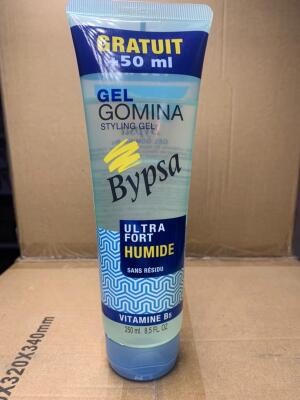 GRATUIT
+50 ml
GEL
GOMINA
STYLING GEL
Bypsa
ULTRA
FORT
HUMIDE
SANS RÉSIDU
VITAMINE B5
250 ml 8.5 FL OZ
X320X340mm